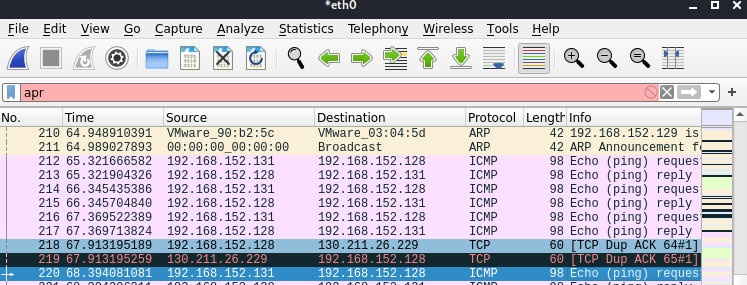 *eth0
File Edit View Go Capture Analyze Statistics Telephony Wireless Tools Help
apr
No. Time Source Destination Protocol Length Info
210 64.948910391 VMware_90:b2:5c VMware_03:04:5d ARP 42 192.168.152.129 is
211 64.989027893 00:00:00_00:00:00 Broadcast ARP 42 ARP Announcement f
212 65.321666582 192.168.152.131 192.168.152.128 ICMP 98 Echo (ping) reques
213 65.321904326 192.168.152.128 192.168.152.131 ICMP 98 Echo (ping) reply
214 66.345435386 192.168.152.131 192.168.152.128 ICMP 98 Echo (ping) reques
215 66.345704840 192.168.152.128 192.168.152.131 ICMP 98 Echo (ping) reply
216 67.369522389 192.168.152.131 192.168.152.128 ICMP 98 Echo (ping) reques
217 67.369713824 192.168.152.128 192.168.152.131 ICMP 98 Echo (ping) reply
218 67.913195189 192.168.152.128 130.211.26.229 TCP 60 [TCP Dup ACK 64#1]
219 67.913195259 130.211.26.229 192.168.152.128 TCP 60 [TCP Dup ACK 65#1]
220 68.394081081 192.168.152.131 192.168.152.128 ICMP 98 Echo (ping) reques